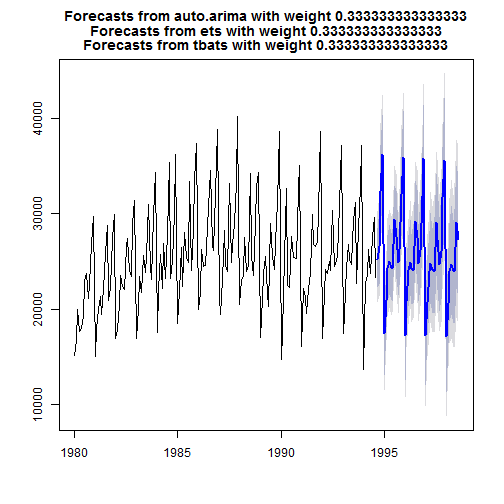 Forecasts from auto.arima with weight 0.333333333333333
Forecasts from ets with weight 0.333333333333333
Forecasts from tbats with weight 0.333333333333333
40000
30000
20000
10000
1980 1985 1990 1995